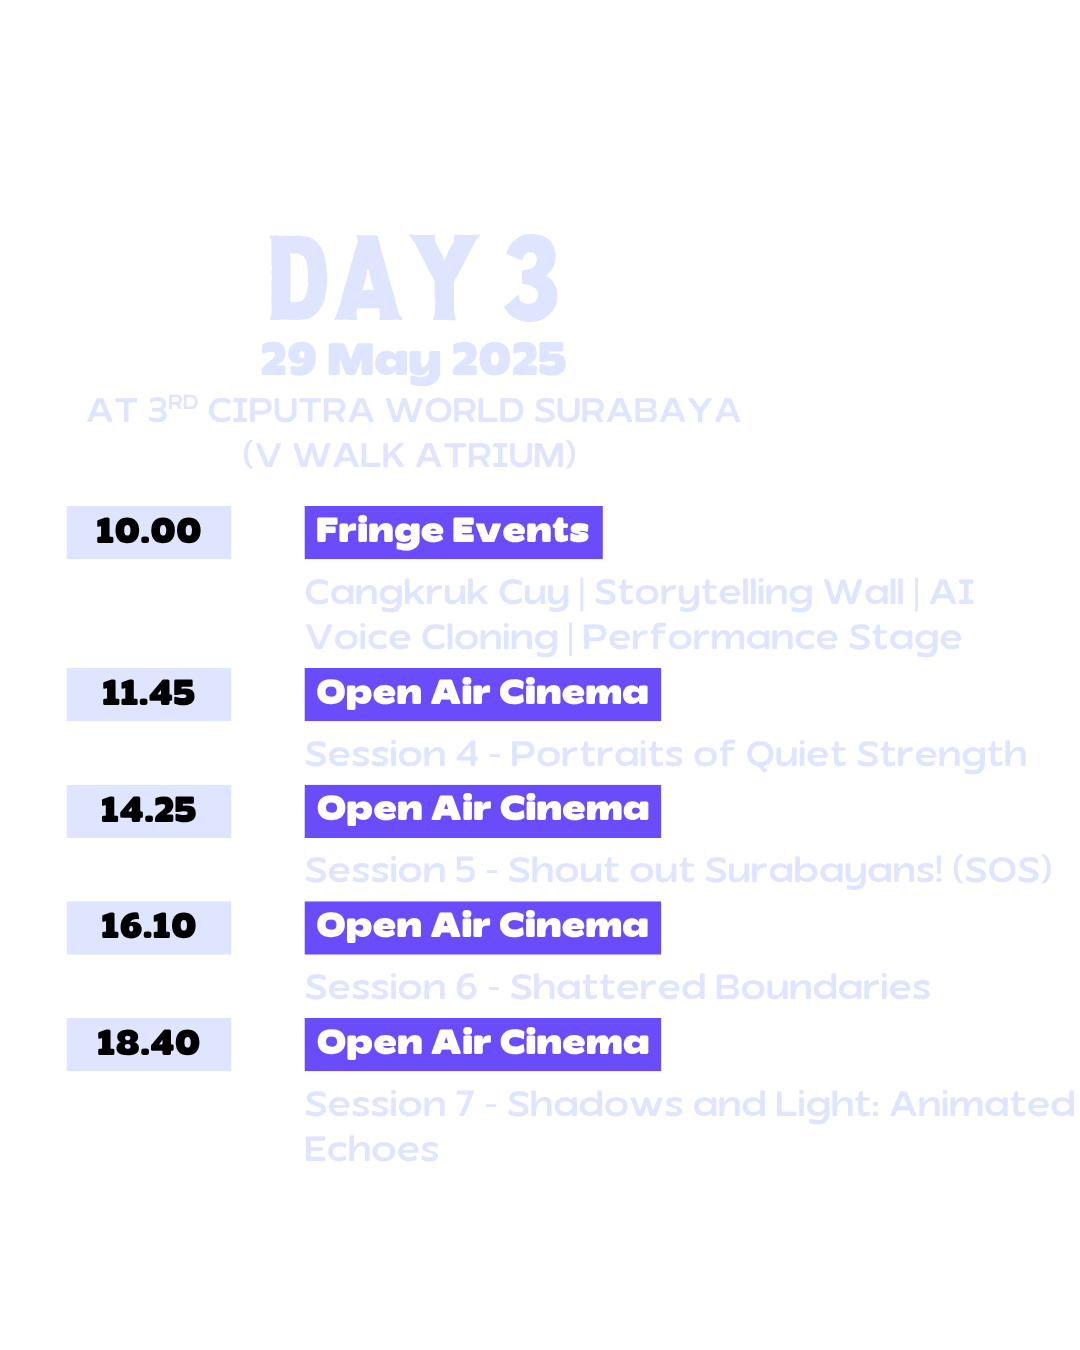 DAY 3
29 May 2025
AT 3RD CIPUTRA WORLD SURABAYA
(V WALK ATRIUM)
10.00 Fringe Events
Cangkruk Cuy | Storytelling Wall | AI
Voice Cloning | Performance Stage
11.45 Open Air Cinema
Session 4 - Portraits of Quiet Strength
14.25 Open Air Cinema
Session 5 - Shout out Surabayans! (SOS)
16.10 Open Air Cinema
Session 6 - Shattered Boundaries
18.40 Open Air Cinema
Session 7 - Shadows and Light: Animated
Echoes